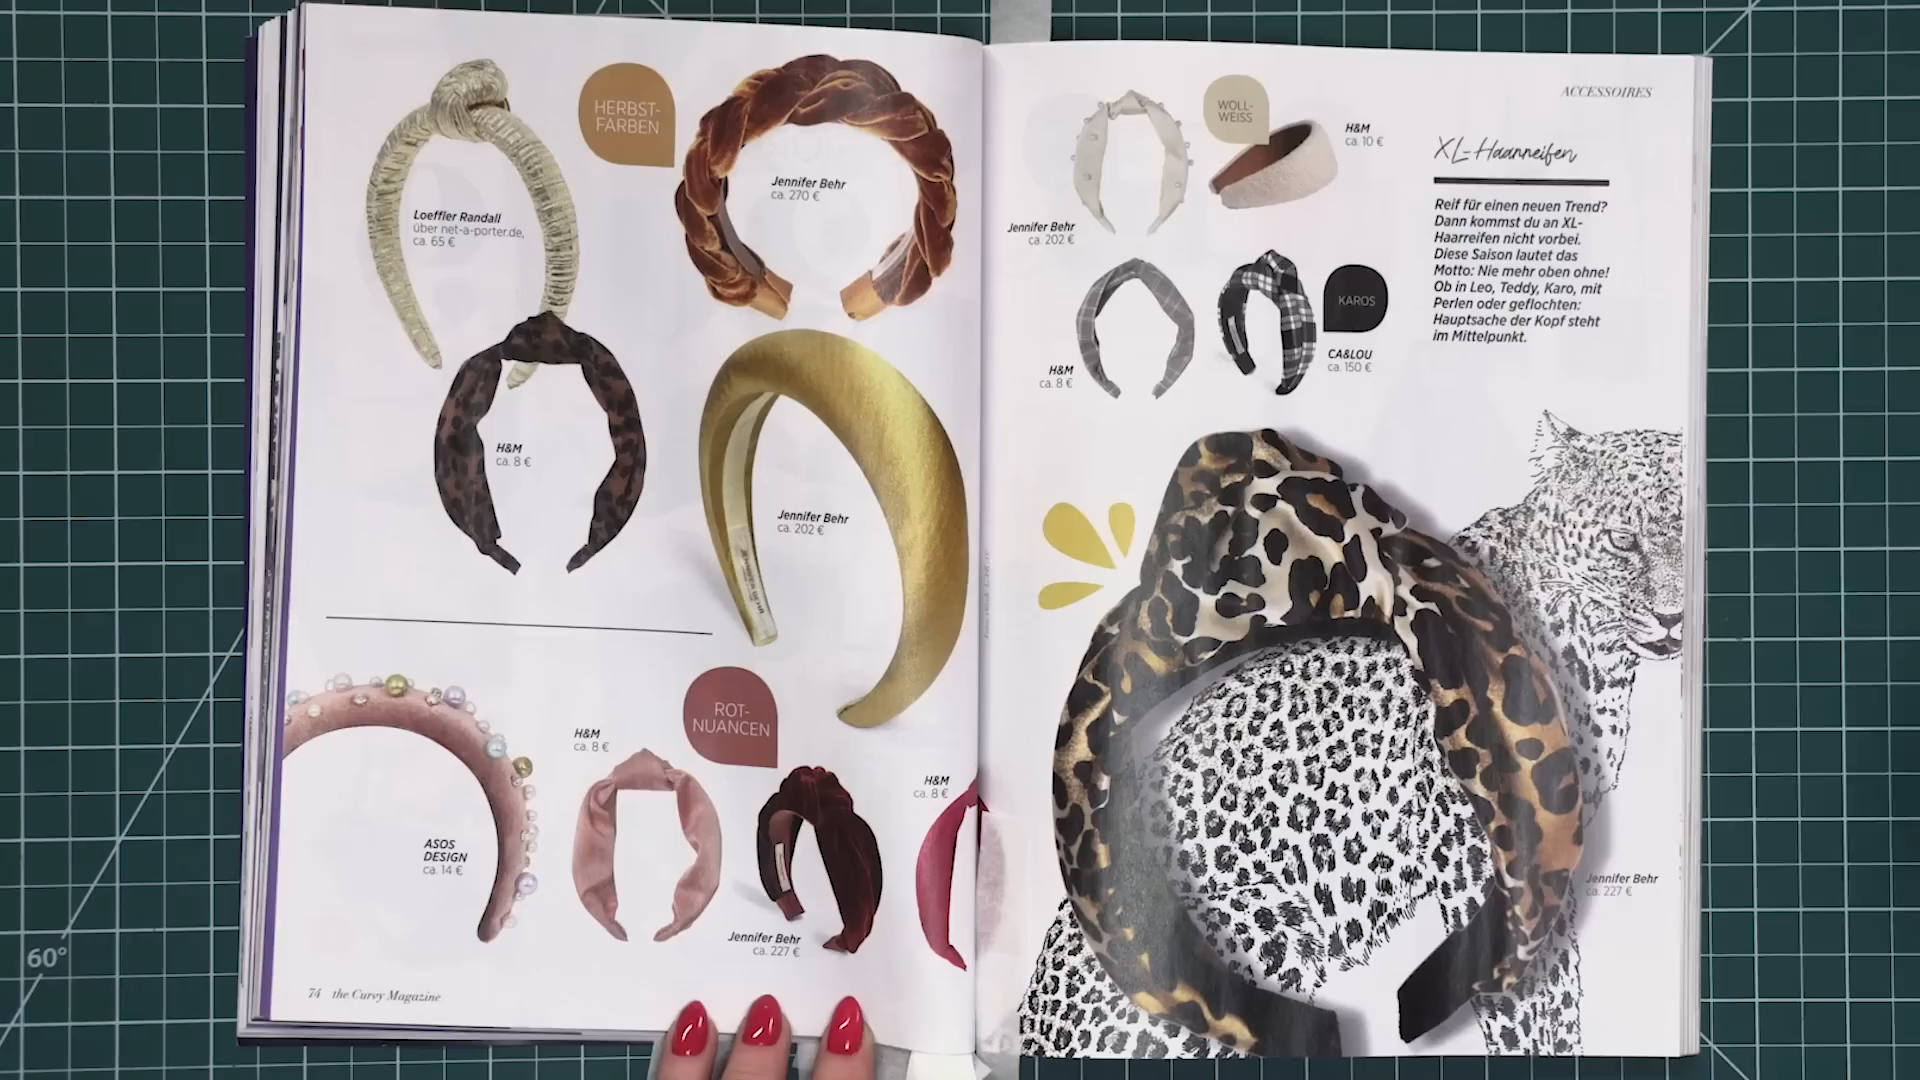 HERBST-
FARBEN
Jennifer Behr
ca. 270 €
Loeffler Randall
über net-a-porter.de,
ca. 65 €
H&M
ca. 8 €
Jennifer Behr
ca. 202 €
ROT-
NUANCEN
H&M
ca. 8 €
H&M
ca. 8 €
ASOS
DESIGN
ca. 14 €
Jennifer Behr
ca. 227 €
74 the Curvy Magazine
ACCESSOIRES
WOLL-
WEISS
H&M
ca. 10 €
Jennifer Behr
ca. 202 €
KAROS
H&M
ca. 8 €
CA&LOU
ca. 150 €
XL-Haarreifen
Reif für einen neuen Trend?
Dann kommst du an XL-
Haarreifen nicht vorbei.
Diese Saison lautet das
Motto: Nie mehr oben ohne!
Ob in Leo, Teddy, Karo, mit
Perlen oder geflochten:
Hauptsache der Kopf steht
im Mittelpunkt.
Jennifer Behr
ca. 227 €
60°